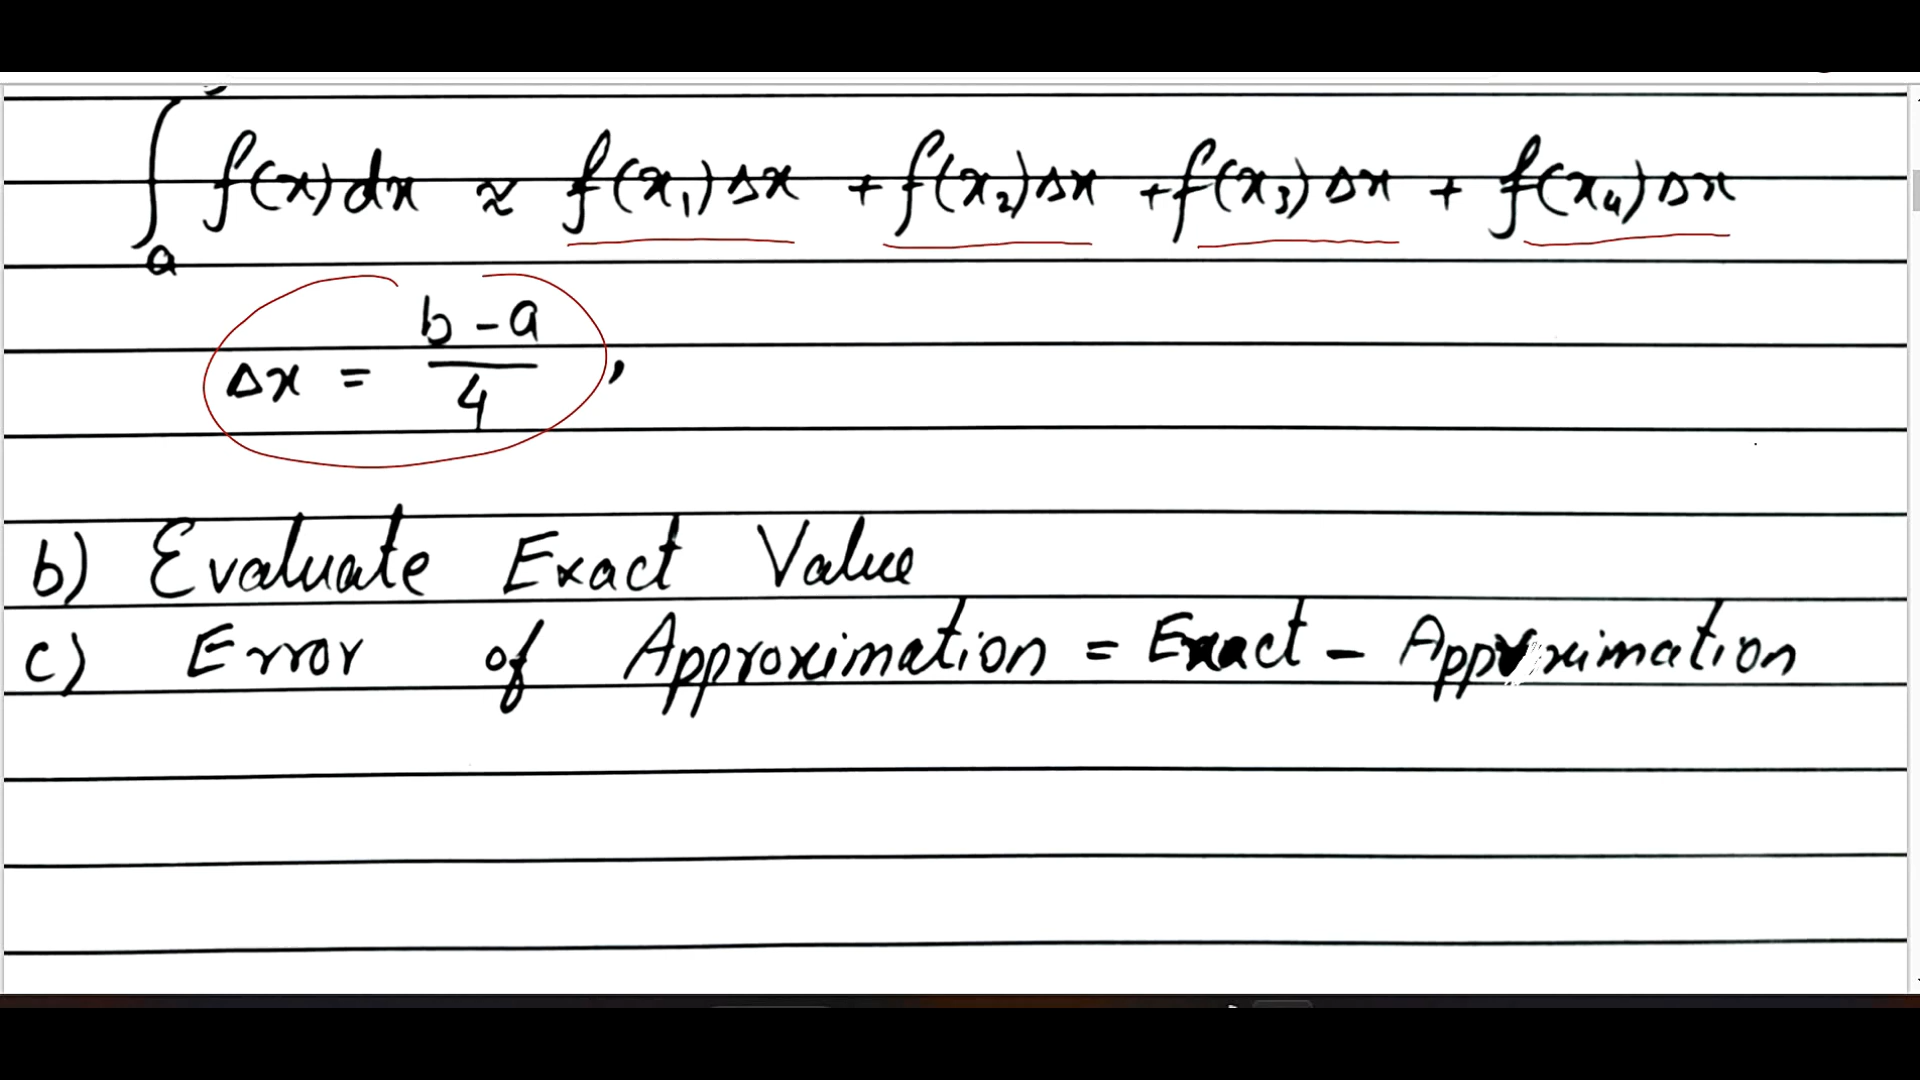 ∫ₐ f(x) dx ≈ f(x₁) Δx + f(x₂) Δx + f(x₃) Δx + f(x₄) Δx
Δx = (b - a)/4 ,
b) Evaluate Exact Value
c) Error of Approximation = Exact - Approximation